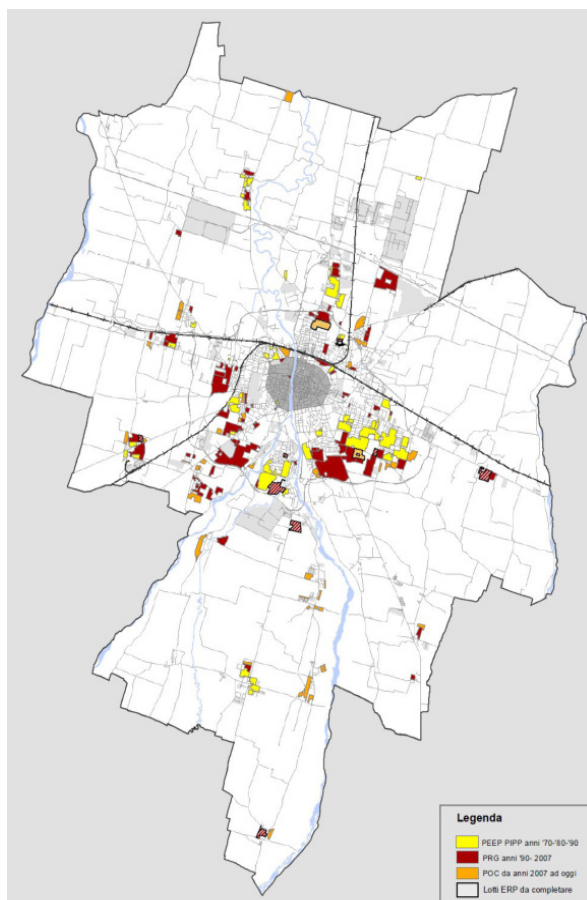 Legenda
PEEP PIPP anni '70-'80-'90
PRG anni '90- 2007
POC da anni 2007 ad oggi
Lotti ERP da completare